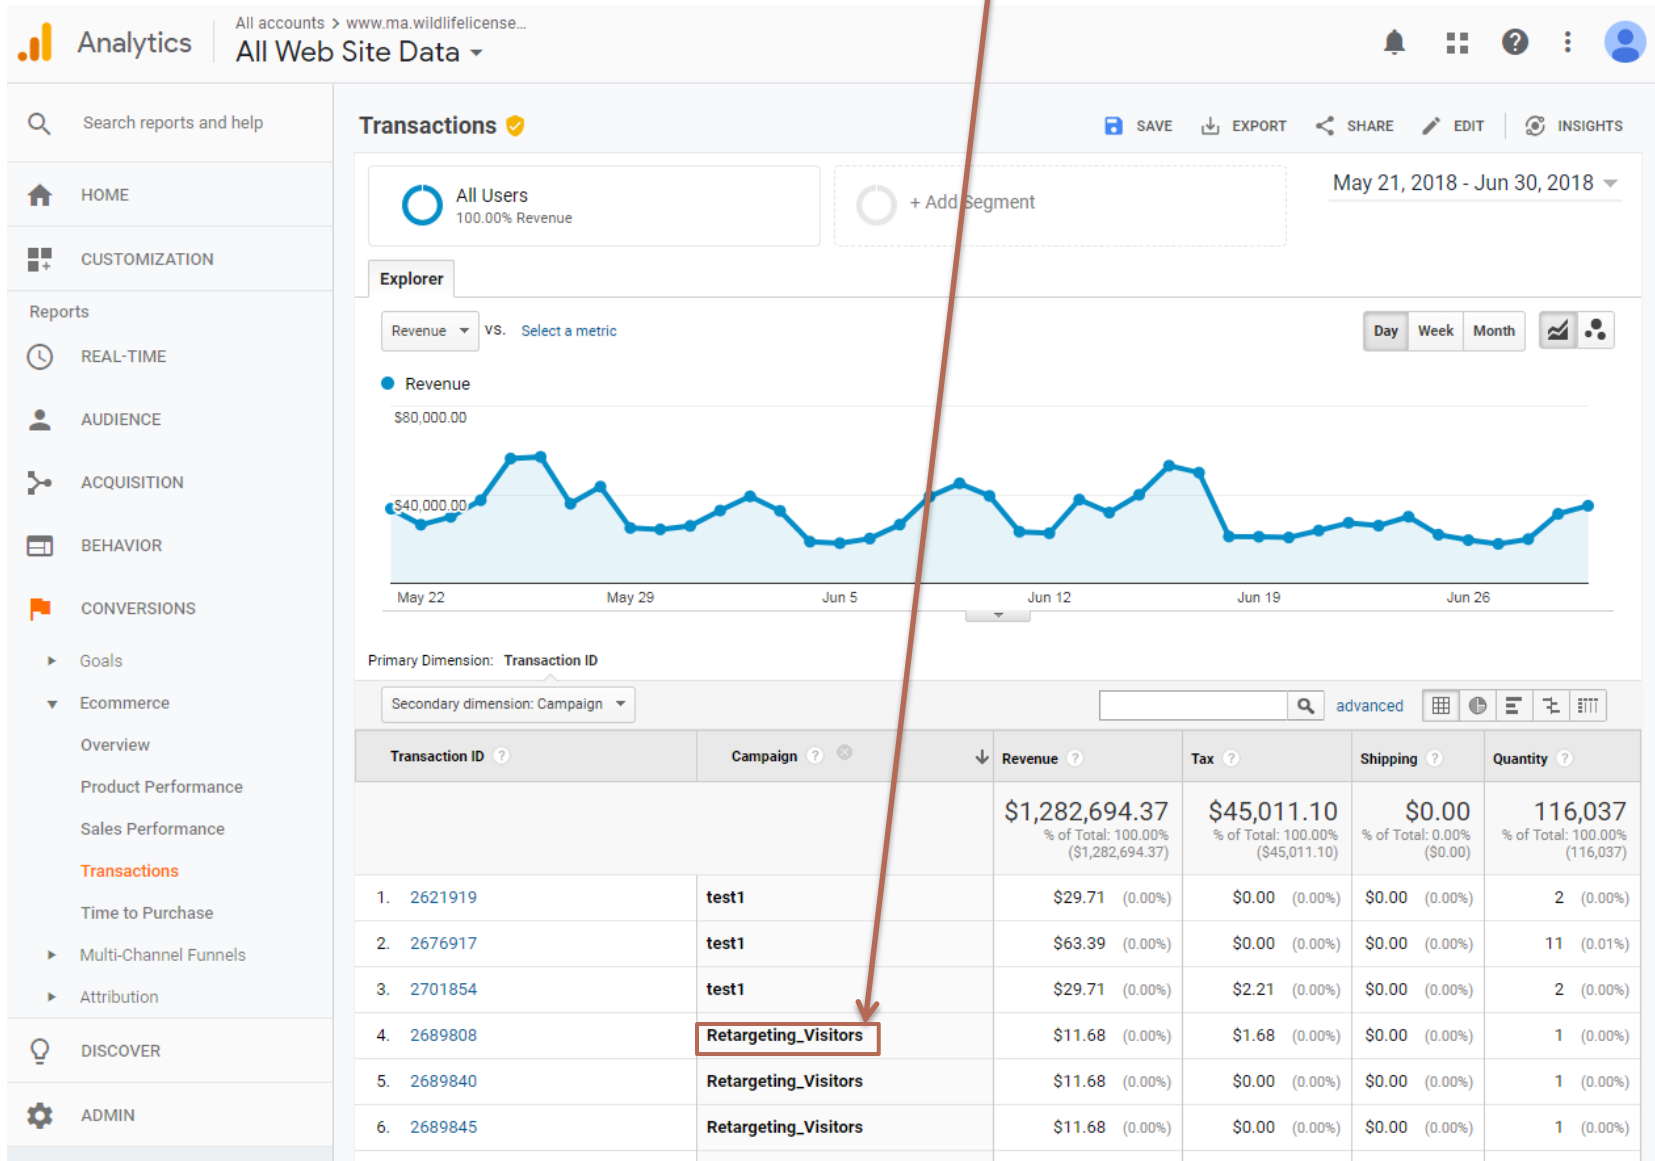 All accounts > www.ma.wildlifelicense...
Analytics
All Web Site Data
Search reports and help
HOME
CUSTOMIZATION
Reports
REAL-TIME
AUDIENCE
ACQUISITION
BEHAVIOR
CONVERSIONS
Goals
Ecommerce
Overview
Product Performance
Sales Performance
Transactions
Time to Purchase
Multi-Channel Funnels
Attribution
DISCOVER
ADMIN
Transactions
SAVE EXPORT SHARE EDIT INSIGHTS
All Users
100.00% Revenue
+ Add Segment
May 21, 2018 - Jun 30, 2018
Explorer
Revenue VS. Select a metric
Day Week Month
Revenue
$80,000.00
$40,000.00
May 22 May 29 Jun 5 Jun 12 Jun 19 Jun 26
Primary Dimension: Transaction ID
Secondary dimension: Campaign
advanced
Transaction ID ? Campaign ? Revenue ? Tax ? Shipping ? Quantity ?
$1,282,694.37 $45,011.10 $0.00 116,037
% of Total: 100.00% % of Total: 100.00% % of Total: 0.00% % of Total: 100.00%
($1,282,694.37) ($45,011.10) ($0.00) (116,037)
1. 2621919 test1 $29.71 (0.00%) $0.00 (0.00%) $0.00 (0.00%) 2 (0.00%)
2. 2676917 test1 $63.39 (0.00%) $0.00 (0.00%) $0.00 (0.00%) 11 (0.01%)
3. 2701854 test1 $29.71 (0.00%) $2.21 (0.00%) $0.00 (0.00%) 2 (0.00%)
4. 2689808 Retargeting_Visitors $11.68 (0.00%) $1.68 (0.00%) $0.00 (0.00%) 1 (0.00%)
5. 2689840 Retargeting_Visitors $11.68 (0.00%) $0.00 (0.00%) $0.00 (0.00%) 1 (0.00%)
6. 2689845 Retargeting_Visitors $11.68 (0.00%) $0.00 (0.00%) $0.00 (0.00%) 1 (0.00%)